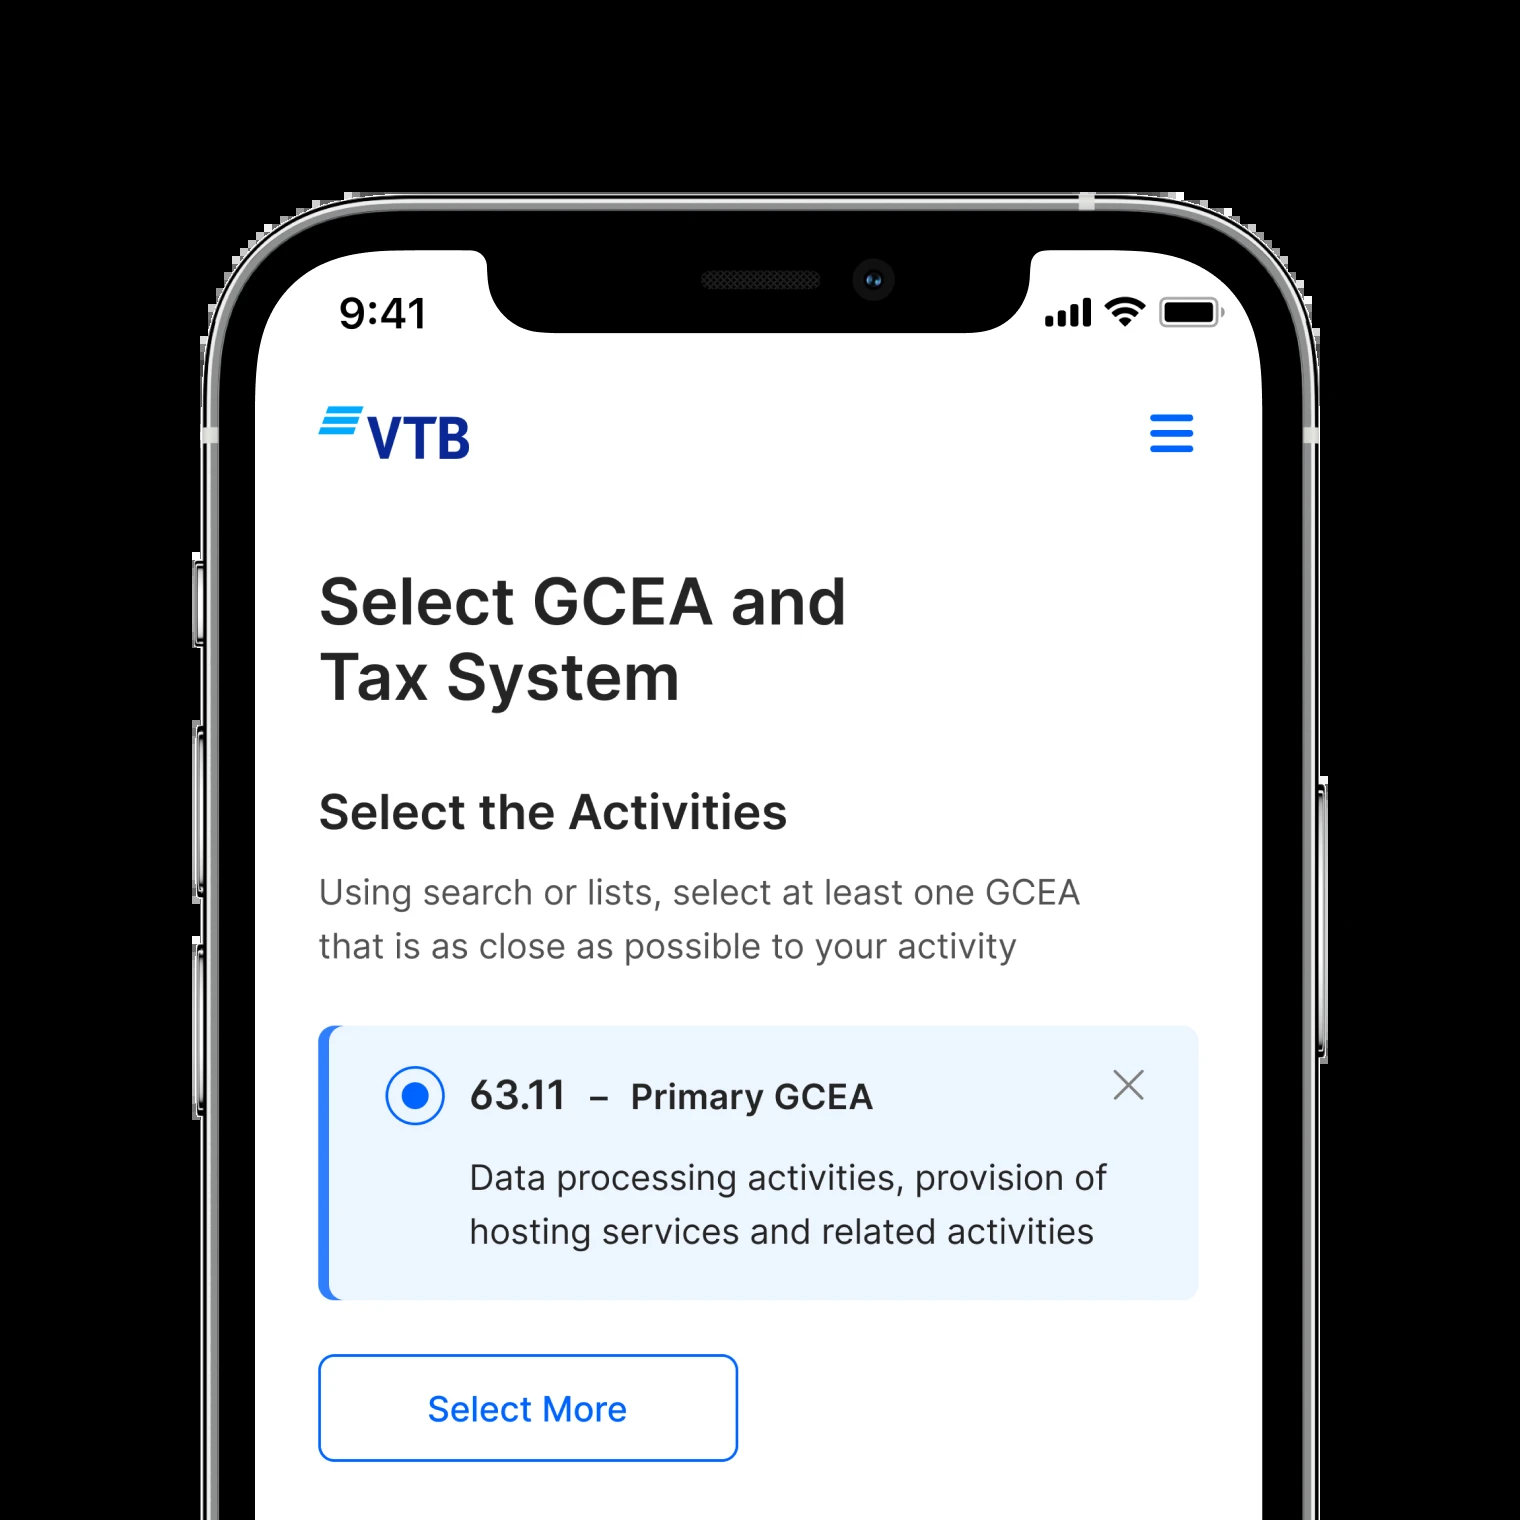 9:41
VTB
Select GCEA and
Tax System
Select the Activities
Using search or lists, select at least one GCEA
that is as close as possible to your activity
63.11 – Primary GCEA
Data processing activities, provision of
hosting services and related activities
Select More